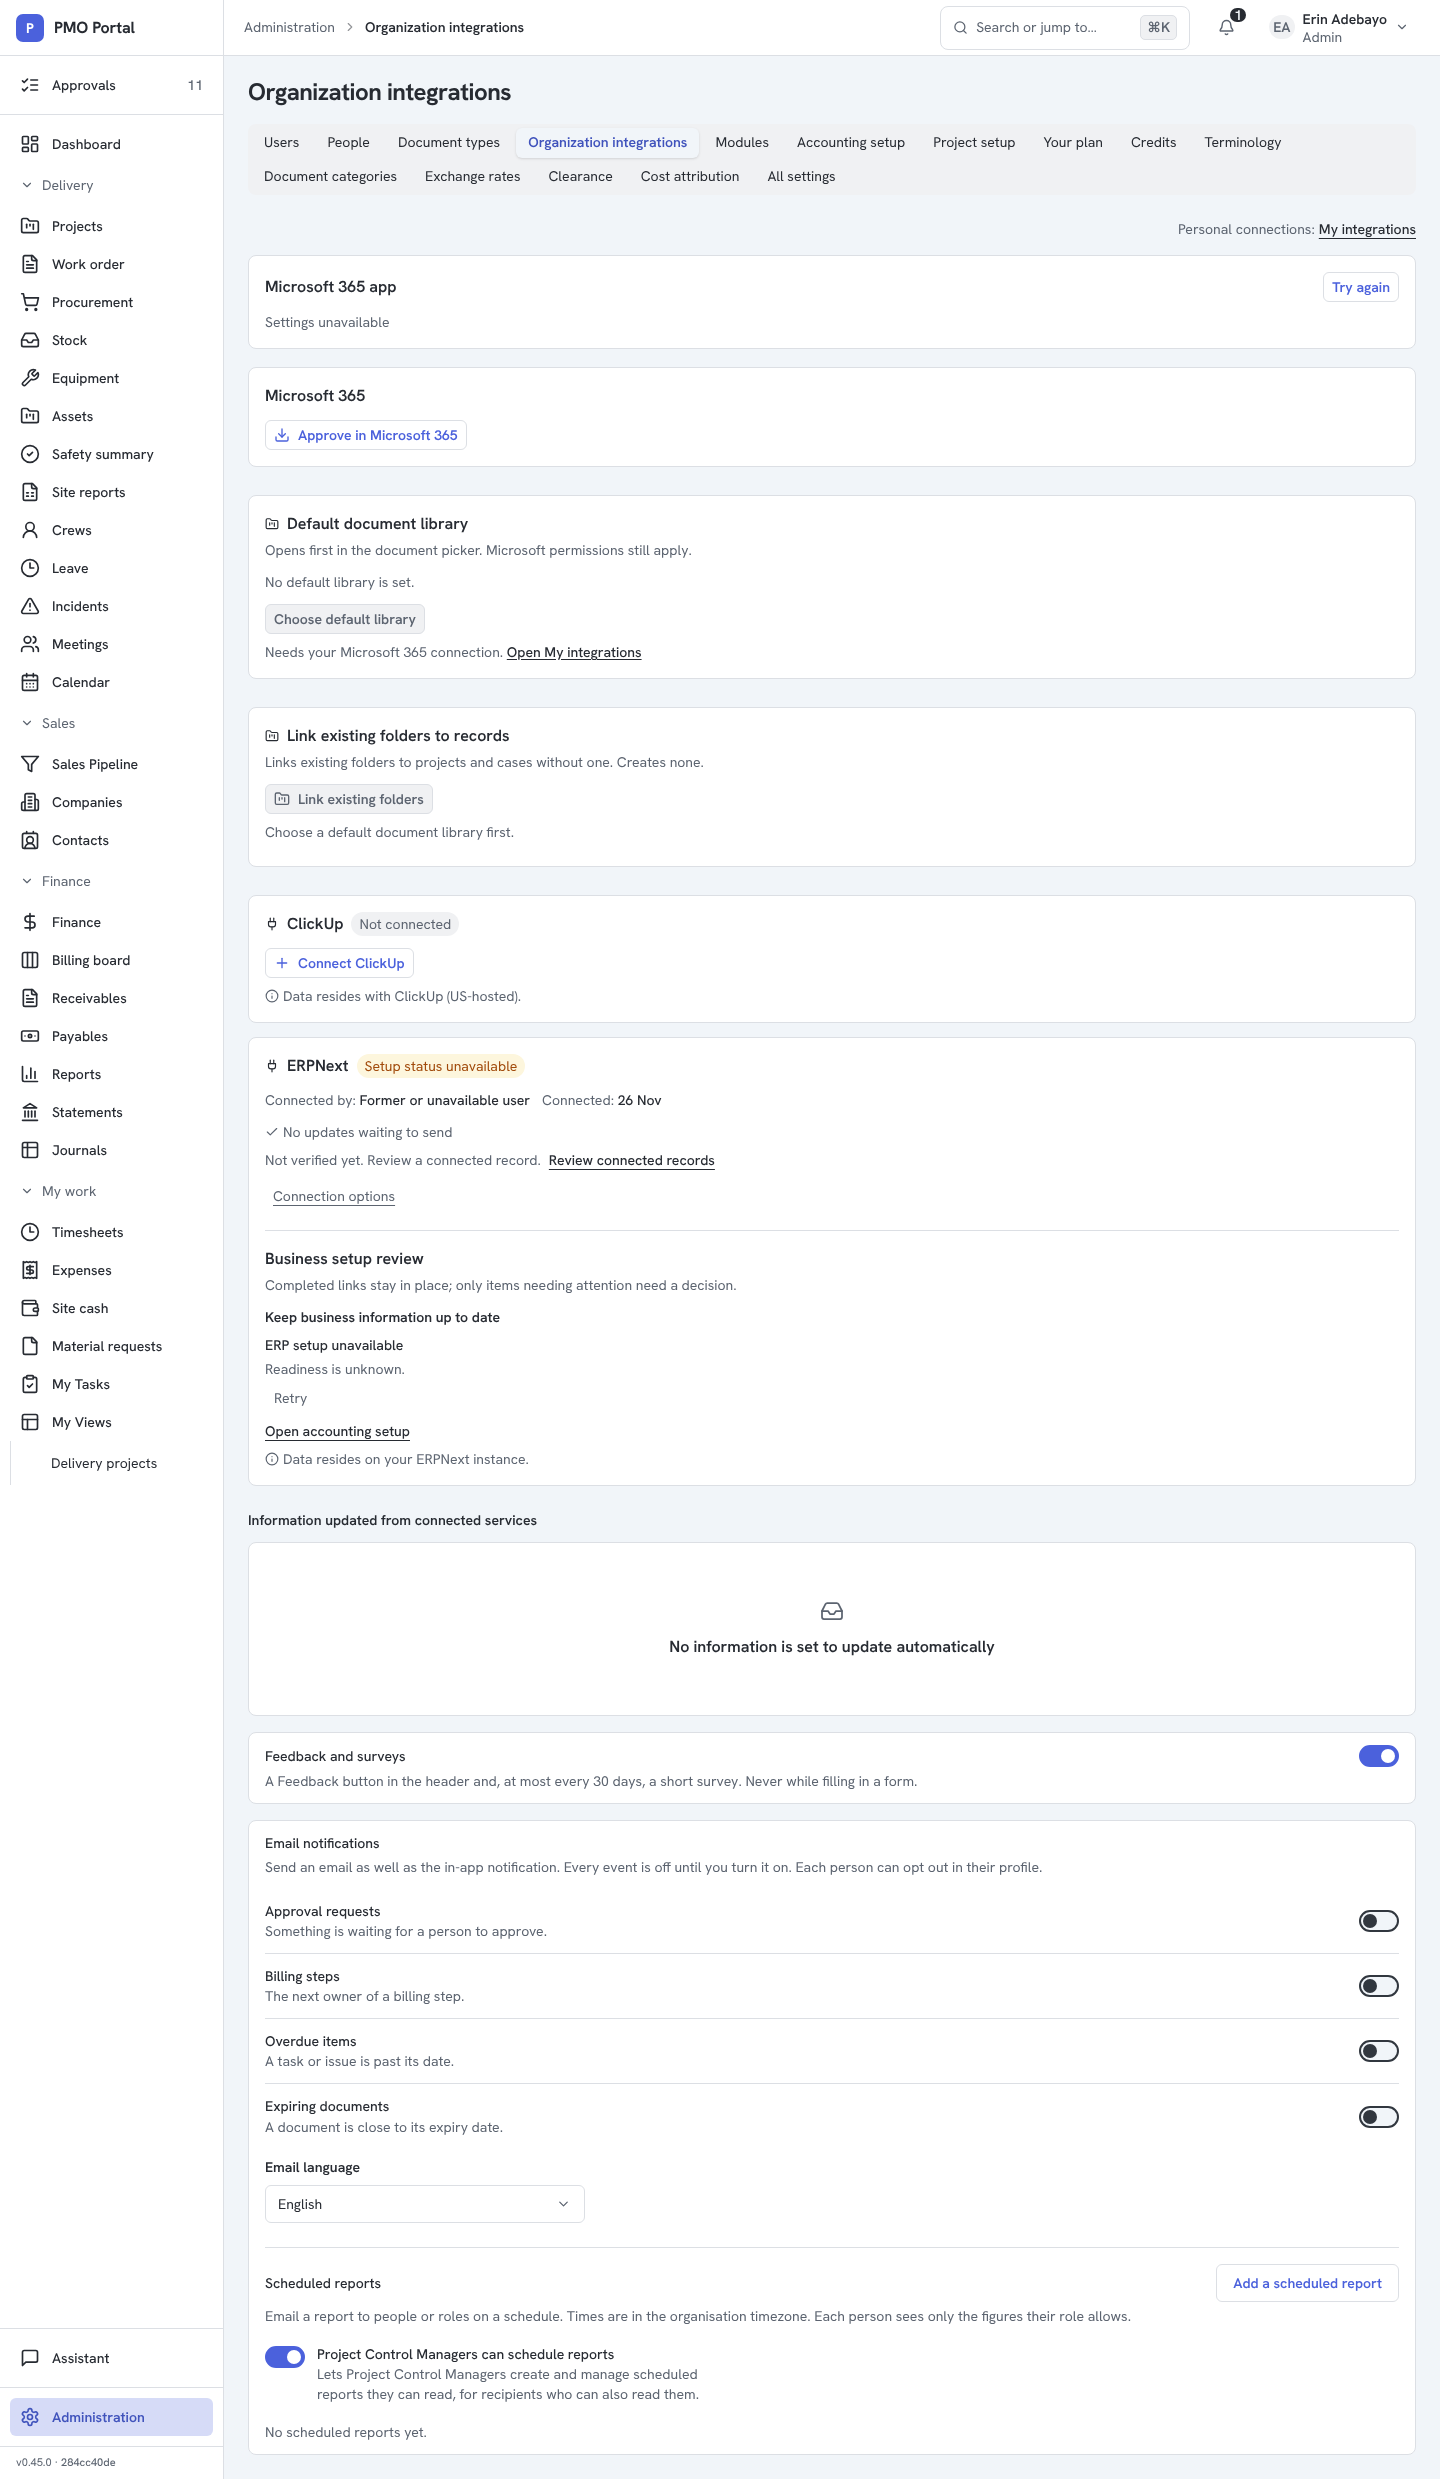 P PMO Portal
Administration > Organization integrations
Search or jump to... ⌘K
1
EA Erin Adebayo
Admin
Approvals 11
Dashboard
Delivery
Projects
Work order
Procurement
Stock
Equipment
Assets
Safety summary
Site reports
Crews
Leave
Incidents
Meetings
Calendar
Sales
Sales Pipeline
Companies
Contacts
Finance
Finance
Billing board
Receivables
Payables
Reports
Statements
Journals
My work
Timesheets
Expenses
Site cash
Material requests
My Tasks
My Views
Delivery projects
Assistant
Administration
v0.45.0 · 284cc40de
Organization integrations
Users People Document types Organization integrations Modules Accounting setup Project setup Your plan Credits Terminology
Document categories Exchange rates Clearance Cost attribution All settings
Personal connections: My integrations
Microsoft 365 app
Try again
Settings unavailable
Microsoft 365
Approve in Microsoft 365
Default document library
Opens first in the document picker. Microsoft permissions still apply.
No default library is set.
Choose default library
Needs your Microsoft 365 connection. Open My integrations
Link existing folders to records
Links existing folders to projects and cases without one. Creates none.
Link existing folders
Choose a default document library first.
ClickUp Not connected
Connect ClickUp
Data resides with ClickUp (US-hosted).
ERPNext Setup status unavailable
Connected by: Former or unavailable user Connected: 26 Nov
No updates waiting to send
Not verified yet. Review a connected record. Review connected records
Connection options
Business setup review
Completed links stay in place; only items needing attention need a decision.
Keep business information up to date
ERP setup unavailable
Readiness is unknown.
Retry
Open accounting setup
Data resides on your ERPNext instance.
Information updated from connected services
No information is set to update automatically
Feedback and surveys
A Feedback button in the header and, at most every 30 days, a short survey. Never while filling in a form.
Email notifications
Send an email as well as the in-app notification. Every event is off until you turn it on. Each person can opt out in their profile.
Approval requests
Something is waiting for a person to approve.
Billing steps
The next owner of a billing step.
Overdue items
A task or issue is past its date.
Expiring documents
A document is close to its expiry date.
Email language
English
Scheduled reports
Add a scheduled report
Email a report to people or roles on a schedule. Times are in the organisation timezone. Each person sees only the figures their role allows.
Project Control Managers can schedule reports
Lets Project Control Managers create and manage scheduled
reports they can read, for recipients who can also read them.
No scheduled reports yet.